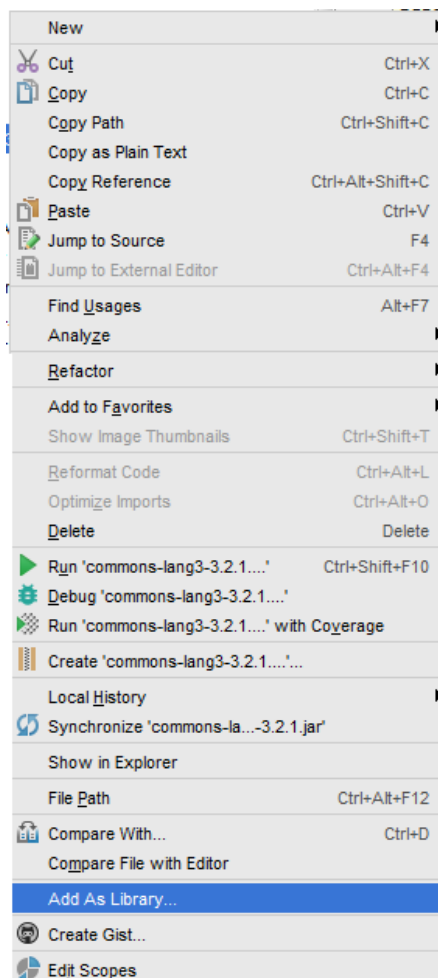 New
Cut Ctrl+X
Copy Ctrl+C
Copy Path Ctrl+Shift+C
Copy as Plain Text
Copy Reference Ctrl+Alt+Shift+C
Paste Ctrl+V
Jump to Source F4
Jump to External Editor Ctrl+Alt+F4
Find Usages Alt+F7
Analyze
Refactor
Add to Favorites
Show Image Thumbnails Ctrl+Shift+T
Reformat Code Ctrl+Alt+L
Optimize Imports Ctrl+Alt+O
Delete Delete
Run 'commons-lang3-3.2.1....' Ctrl+Shift+F10
Debug 'commons-lang3-3.2.1....'
Run 'commons-lang3-3.2.1....' with Coverage
Create 'commons-lang3-3.2.1....'...
Local History
Synchronize 'commons-la...-3.2.1.jar'
Show in Explorer
File Path Ctrl+Alt+F12
Compare With... Ctrl+D
Compare File with Editor
Add As Library...
Create Gist...
Edit Scopes